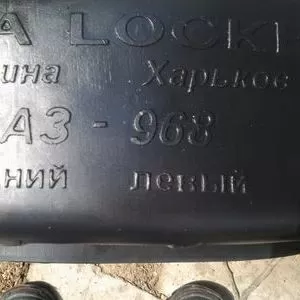 A LOCK
ина Харьков
АЗ - 968
ний левый